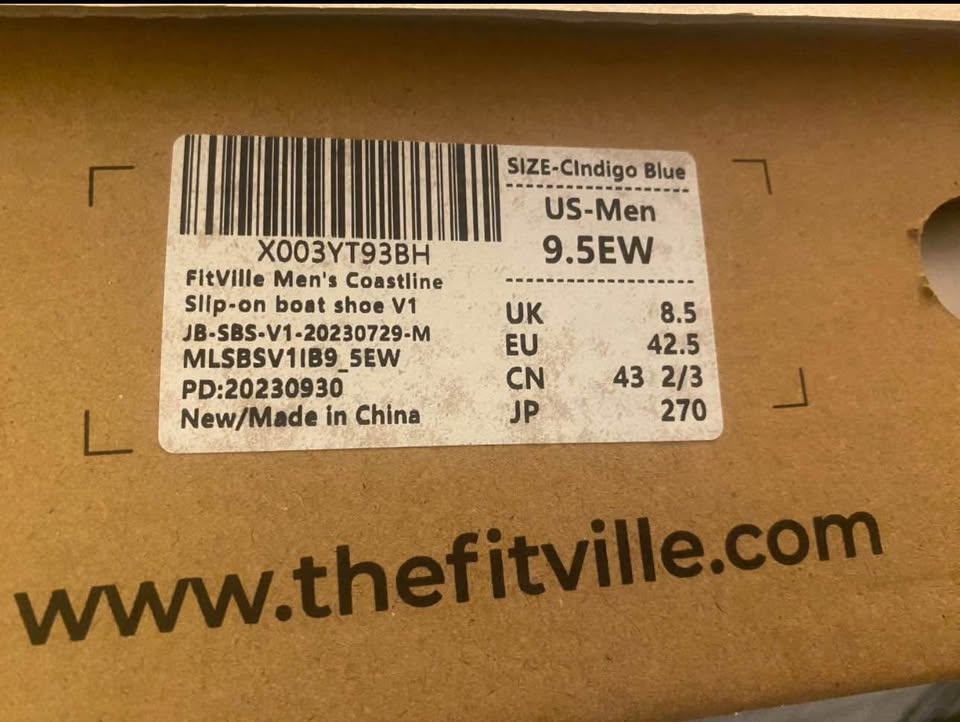 X003YT93BH
FitVille Men's Coastline
Slip-on boat shoe V1
JB-SBS-V1-20230729-M
MLSBSV1IB9_5EW
PD:20230930
New/Made in China
SIZE-CIndigo Blue
US-Men
9.5EW
UK 8.5
EU 42.5
CN 43 2/3
JP 270
www.thefitville.com